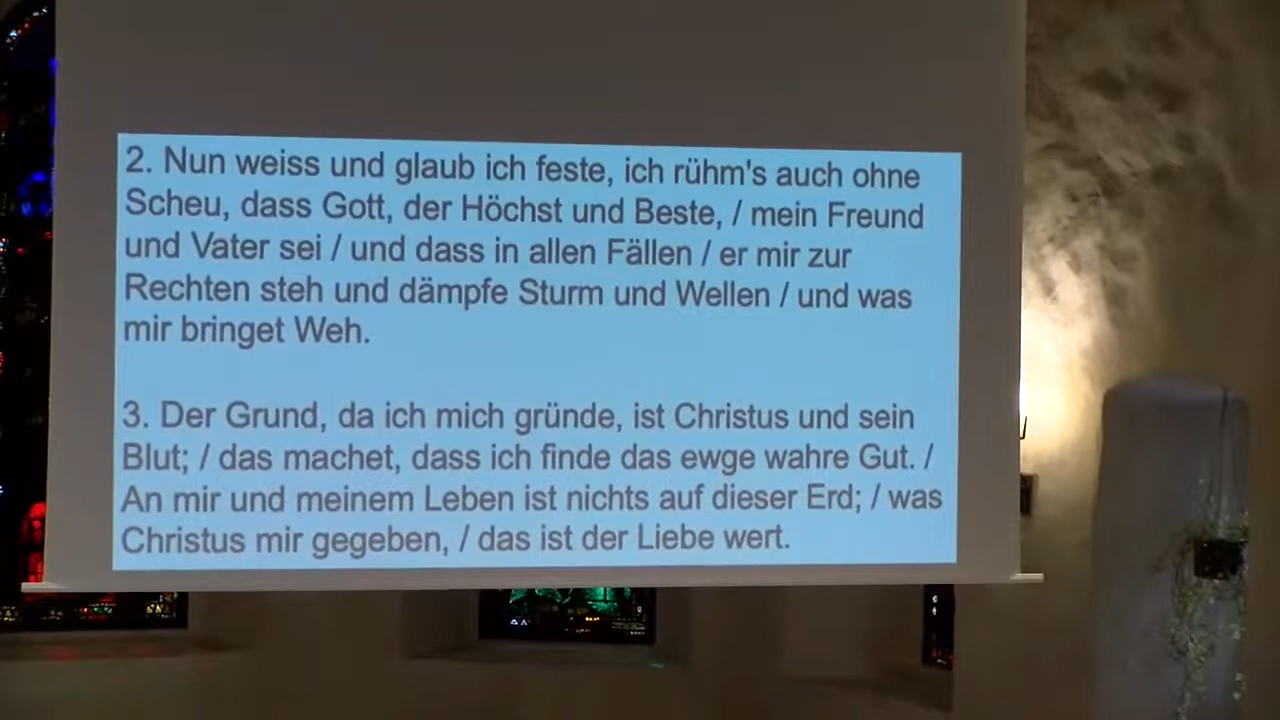 2. Nun weiss und glaub ich feste, ich rühm's auch ohne
Scheu, dass Gott, der Höchst und Beste, / mein Freund
und Vater sei / und dass in allen Fällen / er mir zur
Rechten steh und dämpfe Sturm und Wellen / und was
mir bringet Weh.
3. Der Grund, da ich mich gründe, ist Christus und sein
Blut; / das machet, dass ich finde das ewge wahre Gut. /
An mir und meinem Leben ist nichts auf dieser Erd; / was
Christus mir gegeben, / das ist der Liebe wert.